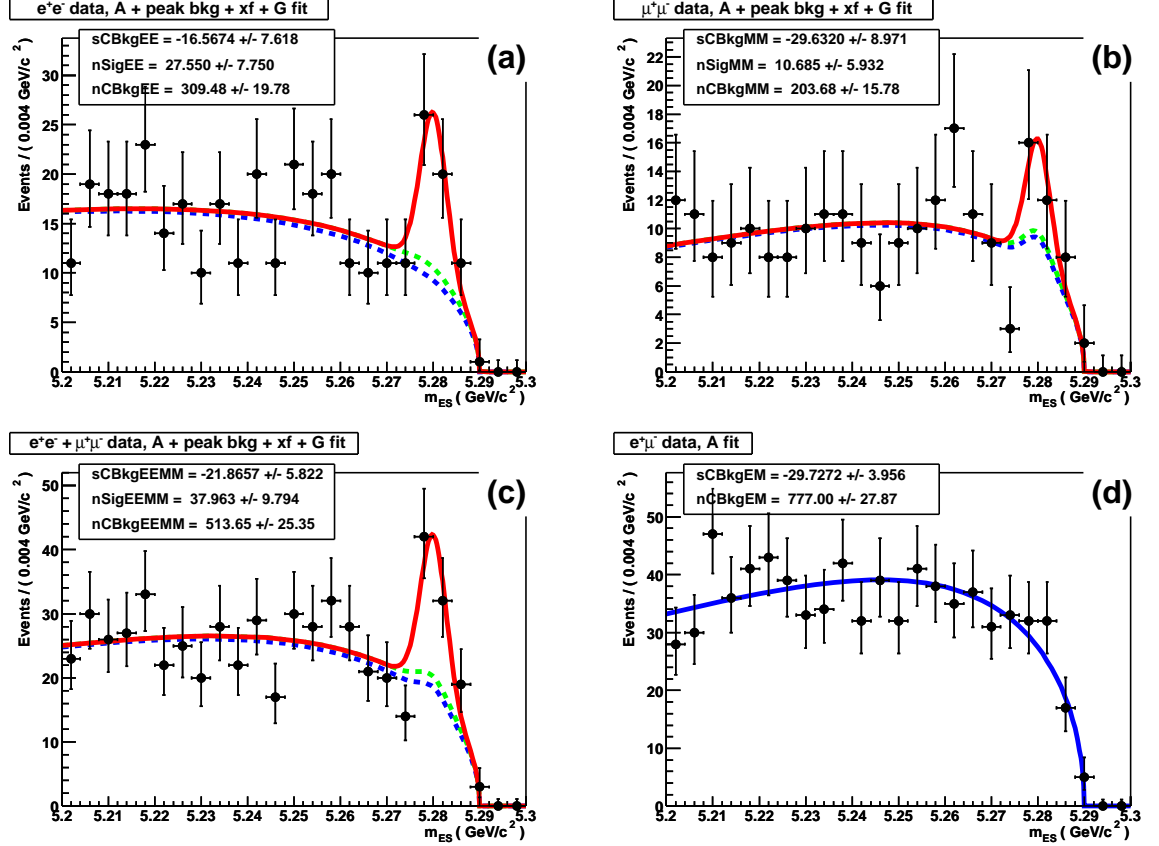 e⁺e⁻ data, A + peak bkg + xf + G fit
sCBkgEE = -16.5674 +/- 7.618
nSigEE = 27.550 +/- 7.750
nCBkgEE = 309.48 +/- 19.78
(a)
Events / ( 0.004 GeV/c² )
0 5 10 15 20 25 30
5.2 5.21 5.22 5.23 5.24 5.25 5.26 5.27 5.28 5.29 5.3
m_ES ( GeV/c² )
μ⁺μ⁻ data, A + peak bkg + xf + G fit
sCBkgMM = -29.6320 +/- 8.971
nSigMM = 10.685 +/- 5.932
nCBkgMM = 203.68 +/- 15.78
(b)
Events / ( 0.004 GeV/c² )
0 2 4 6 8 10 12 14 16 18 20 22
5.2 5.21 5.22 5.23 5.24 5.25 5.26 5.27 5.28 5.29 5.3
m_ES ( GeV/c² )
e⁺e⁻ + μ⁺μ⁻ data, A + peak bkg + xf + G fit
sCBkgEEMM = -21.8657 +/- 5.822
nSigEEMM = 37.963 +/- 9.794
nCBkgEEMM = 513.65 +/- 25.35
(c)
Events / ( 0.004 GeV/c² )
0 10 20 30 40 50
5.2 5.21 5.22 5.23 5.24 5.25 5.26 5.27 5.28 5.29 5.3
m_ES ( GeV/c² )
e⁺μ⁻ data, A fit
sCBkgEM = -29.7272 +/- 3.956
nCBkgEM = 777.00 +/- 27.87
(d)
Events / ( 0.004 GeV/c² )
0 10 20 30 40 50
5.2 5.21 5.22 5.23 5.24 5.25 5.26 5.27 5.28 5.29 5.3
m_ES ( GeV/c² )